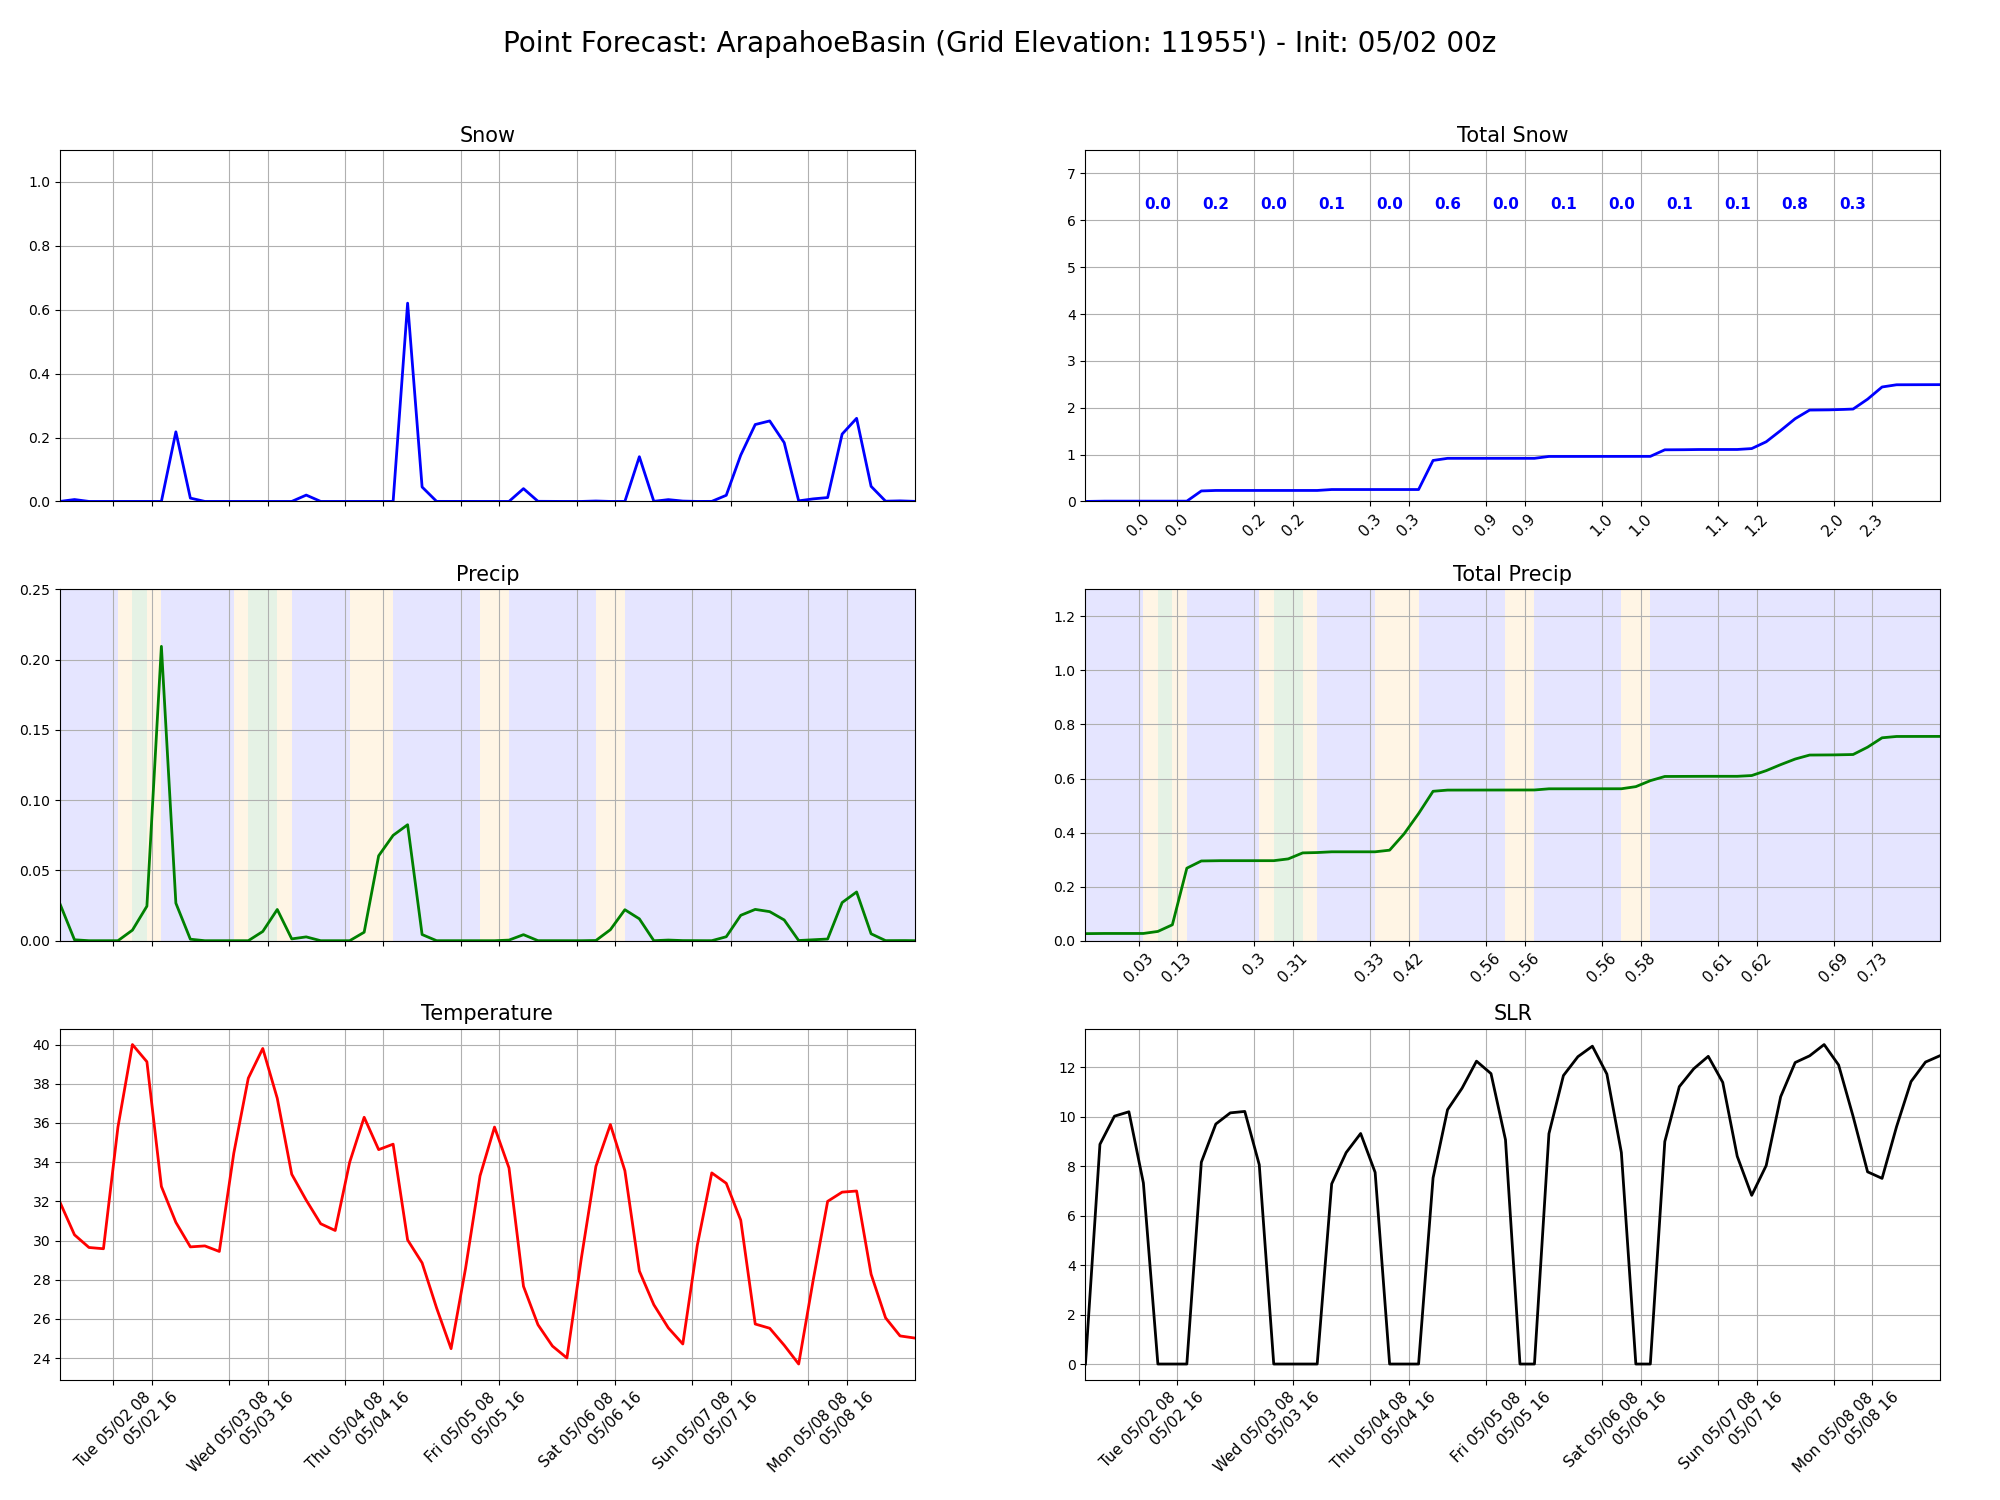 Point Forecast: ArapahoeBasin (Grid Elevation: 11955') - Init: 05/02 00z
Snow
1.0
0.8
0.6
0.4
0.2
0.0
Total Snow
7
6
5
4
3
2
1
0
0.0 0.2 0.0 0.1 0.0 0.6 0.0 0.1 0.0 0.1 0.1 0.8 0.3
0.0 0.0 0.2 0.2 0.3 0.3 0.9 0.9 1.0 1.0 1.1 1.2 2.0 2.3
Precip
0.25
0.20
0.15
0.10
0.05
0.00
Total Precip
1.2
1.0
0.8
0.6
0.4
0.2
0.0
0.03 0.13 0.3 0.31 0.33 0.42 0.56 0.56 0.56 0.58 0.61 0.62 0.69 0.73
Temperature
40
38
36
34
32
30
28
26
24
Tue 05/02 08
05/02 16
Wed 05/03 08
05/03 16
Thu 05/04 08
05/04 16
Fri 05/05 08
05/05 16
Sat 05/06 08
05/06 16
Sun 05/07 08
05/07 16
Mon 05/08 08
05/08 16
SLR
12
10
8
6
4
2
0
Tue 05/02 08
05/02 16
Wed 05/03 08
05/03 16
Thu 05/04 08
05/04 16
Fri 05/05 08
05/05 16
Sat 05/06 08
05/06 16
Sun 05/07 08
05/07 16
Mon 05/08 08
05/08 16